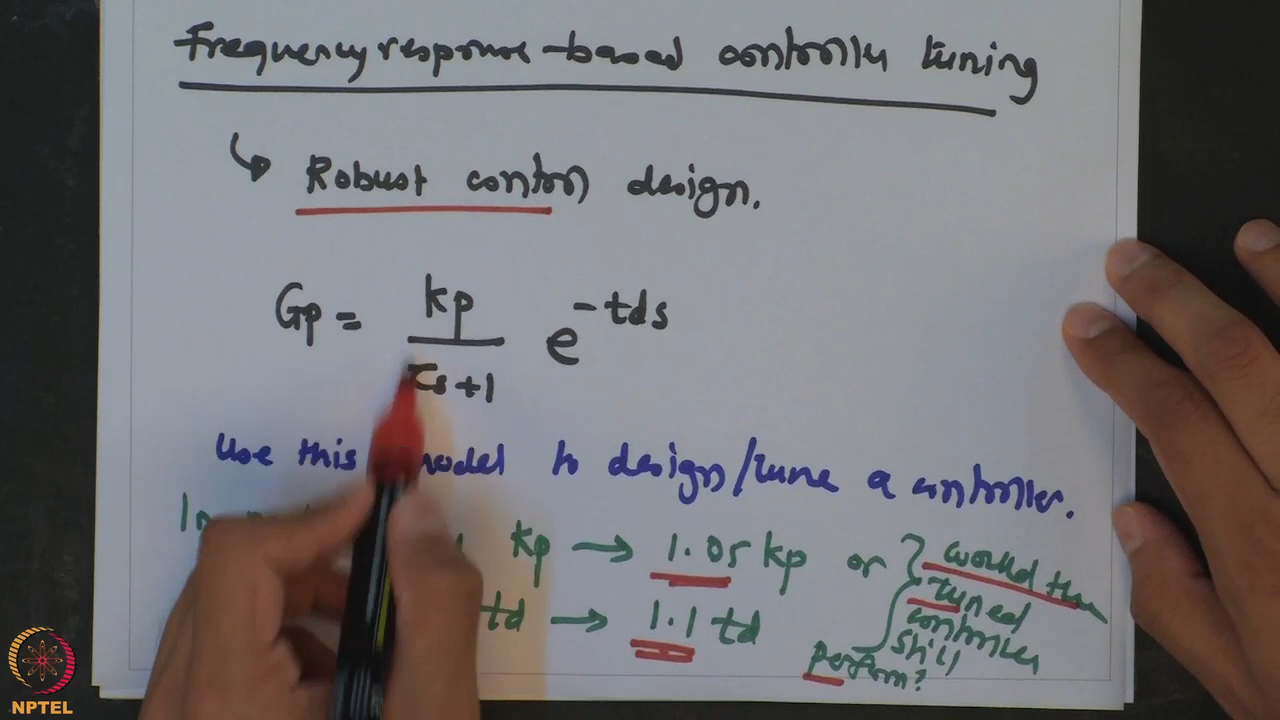 Frequency response-based controller tuning
↳ Robust control design.
Gp = kp / τs+1 e^-tds
Use this model to design/tune a controller.
In kp → 1.05 kp or } would the
td → 1.1 td tuned
controller
still
perform?
NPTEL